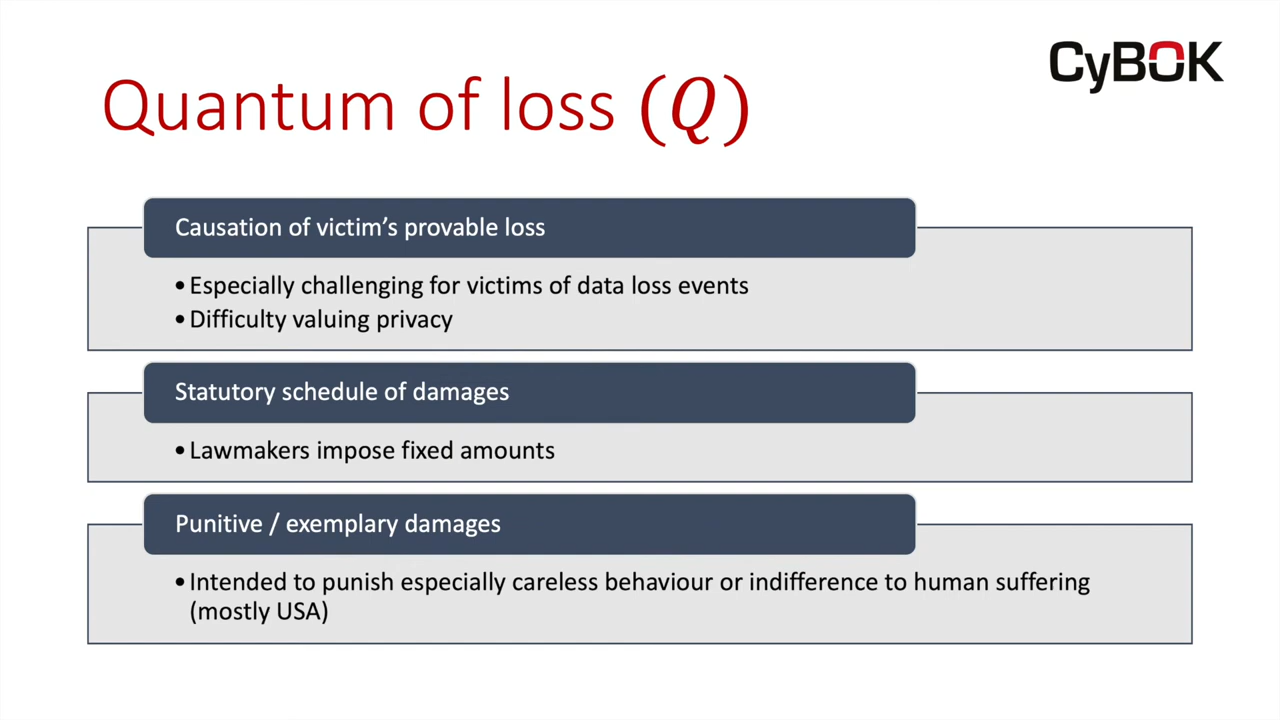 CyBOK
Quantum of loss (Q)
Causation of victim’s provable loss
•Especially challenging for victims of data loss events
•Difficulty valuing privacy
Statutory schedule of damages
•Lawmakers impose fixed amounts
Punitive / exemplary damages
•Intended to punish especially careless behaviour or indifference to human suffering
(mostly USA)